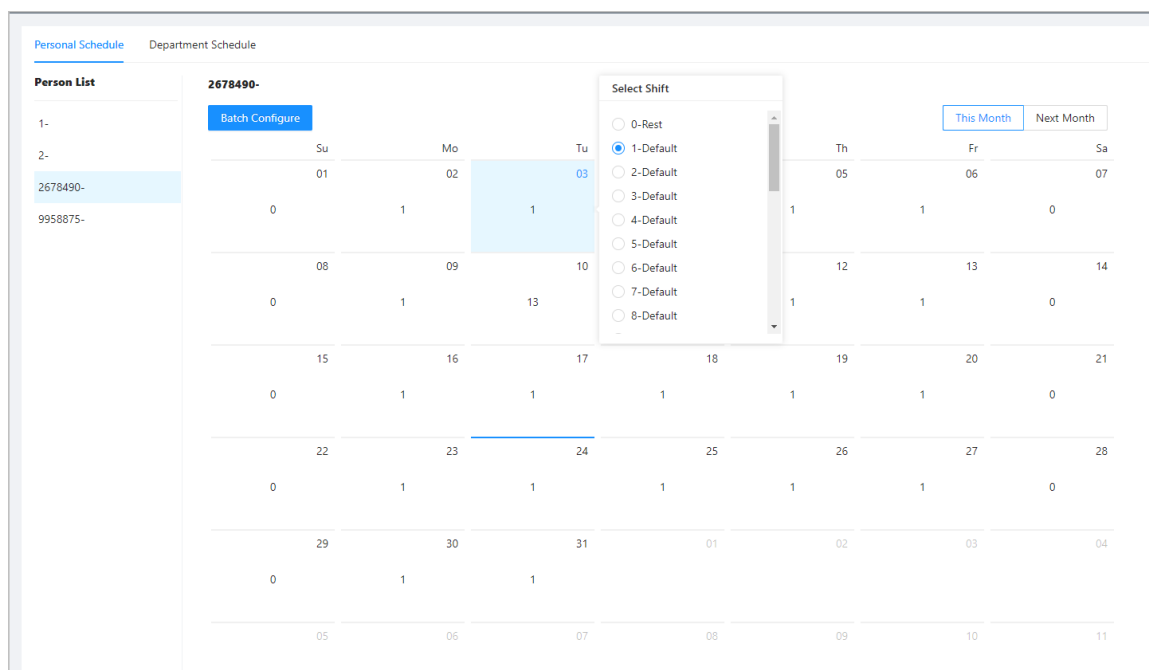 Personal Schedule Department Schedule
Person List
1-
2-
2678490-
9958875-
2678490-
Batch Configure
This Month Next Month
Su Mo Tu Th Fr Sa
01 02 03 05 06 07
0 1 1 1 1 0
08 09 10 12 13 14
0 1 13 1 1 0
15 16 17 18 19 20 21
0 1 1 1 1 1 0
22 23 24 25 26 27 28
0 1 1 1 1 1 0
29 30 31 01 02 03 04
0 1 1
05 06 07 08 09 10 11
Select Shift
0-Rest
1-Default
2-Default
3-Default
4-Default
5-Default
6-Default
7-Default
8-Default